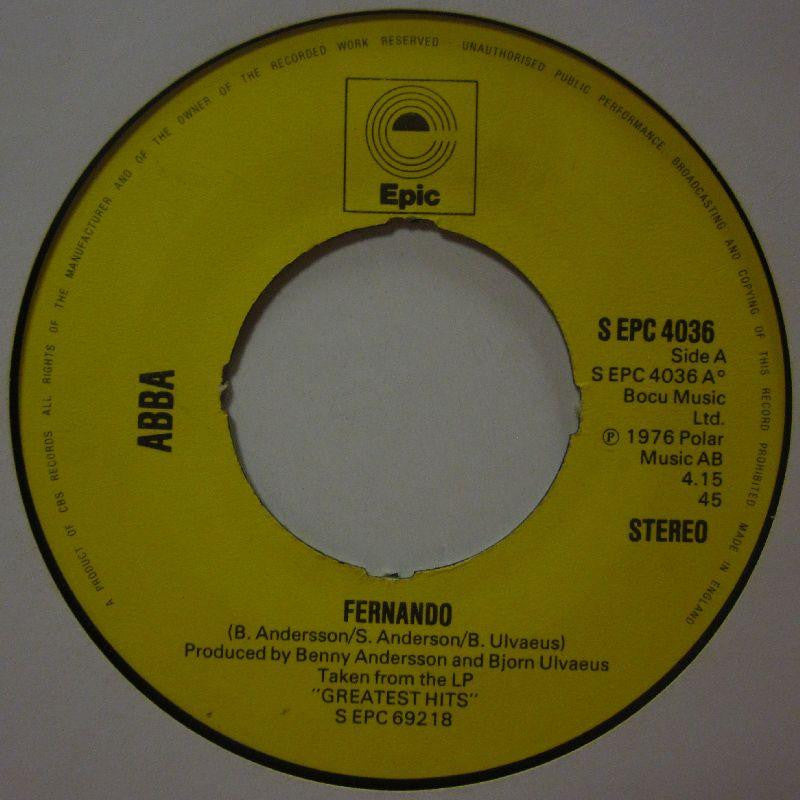 A PRODUCT OF CBS RECORDS ALL RIGHTS OF THE MANUFACTURER AND OF THE OWNER OF THE RECORDED WORK RESERVED · UNAUTHORISED PUBLIC PERFORMANCE BROADCASTING AND COPYING OF THIS RECORD PROHIBITED MADE IN ENGLAND
Epic
ABBA
S EPC 4036
Side A
S EPC 4036 A°
Bocu Music
Ltd.
℗ 1976 Polar
Music AB
4.15
45
STEREO
FERNANDO
(B. Andersson/S. Anderson/B. Ulvaeus)
Produced by Benny Andersson and Bjorn Ulvaeus
Taken from the LP
"GREATEST HITS"
S EPC 69218